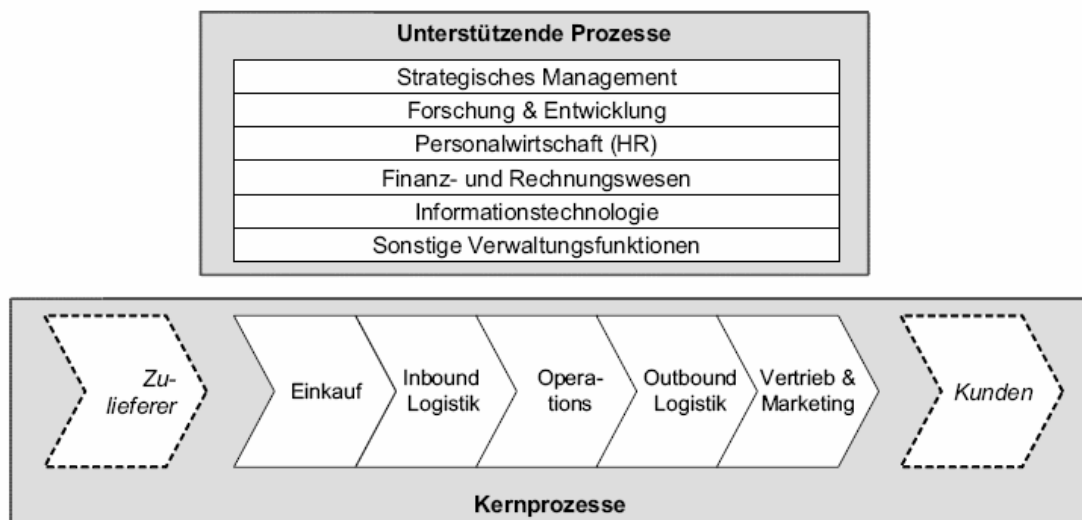 Unterstützende Prozesse
Strategisches Management
Forschung & Entwicklung
Personalwirtschaft (HR)
Finanz- und Rechnungswesen
Informationstechnologie
Sonstige Verwaltungsfunktionen
Zu-
lieferer
Einkauf
Inbound
Logistik
Opera-
tions
Outbound
Logistik
Vertrieb &
Marketing
Kunden
Kernprozesse